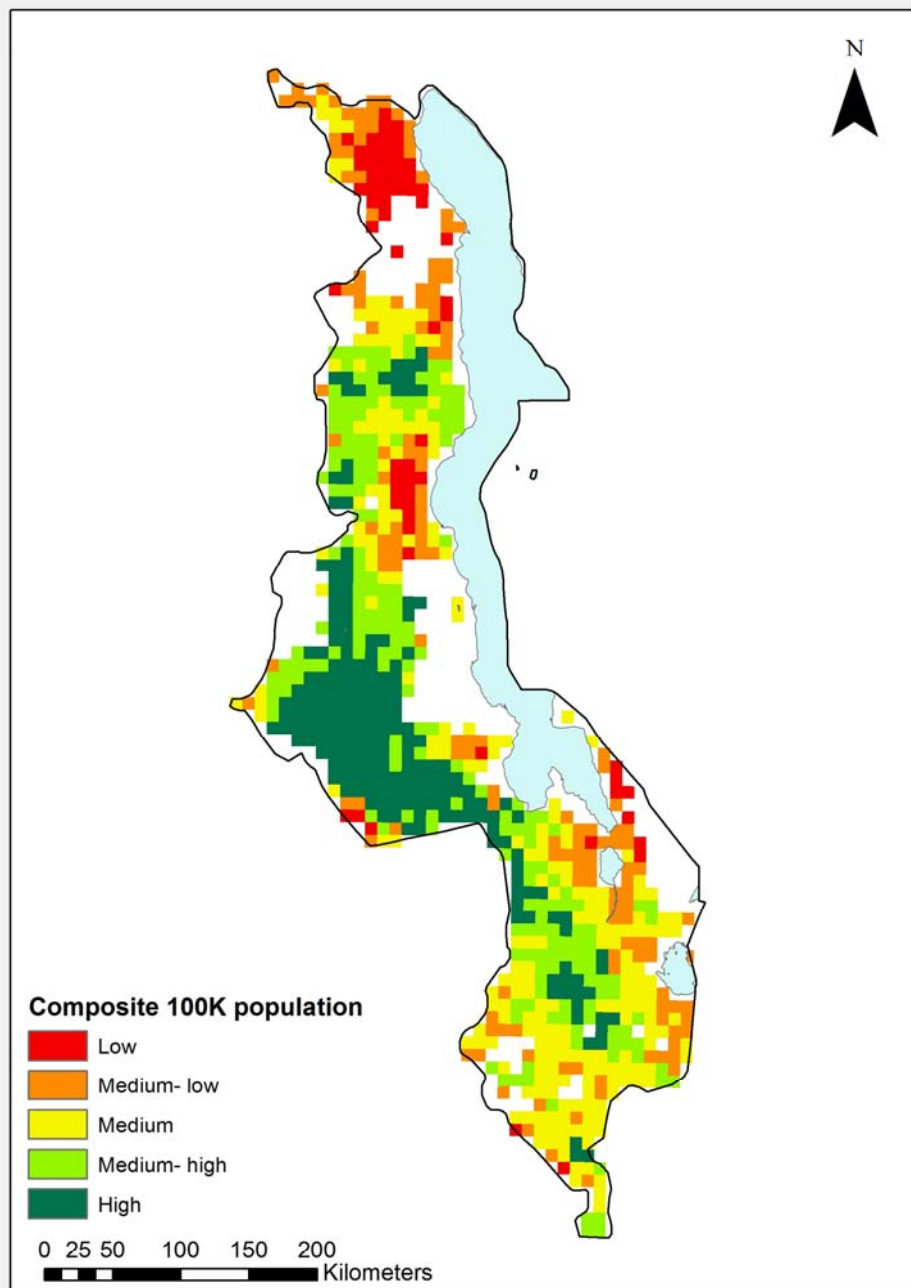 N
Composite 100K population
Low
Medium- low
Medium
Medium- high
High
0 25 50 100 150 200
Kilometers